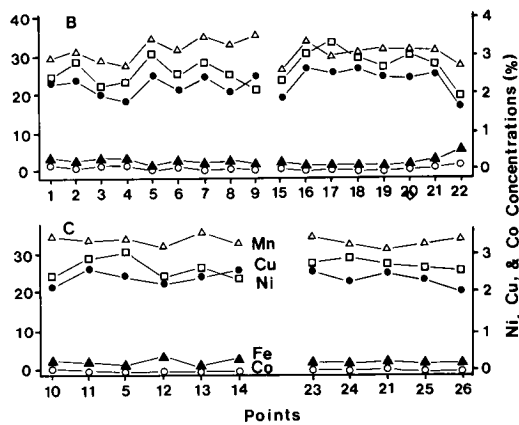 B
40
30
20
10
0
4
3
2
1
0
1 2 3 4 5 6 7 8 9 15 16 17 18 19 20 21 22
C
Mn
Cu
Ni
Fe
Co
30
20
10
0
3
2
1
0
10 11 5 12 13 14 23 24 21 25 26
Points
Ni, Cu, & Co Concentrations (%)